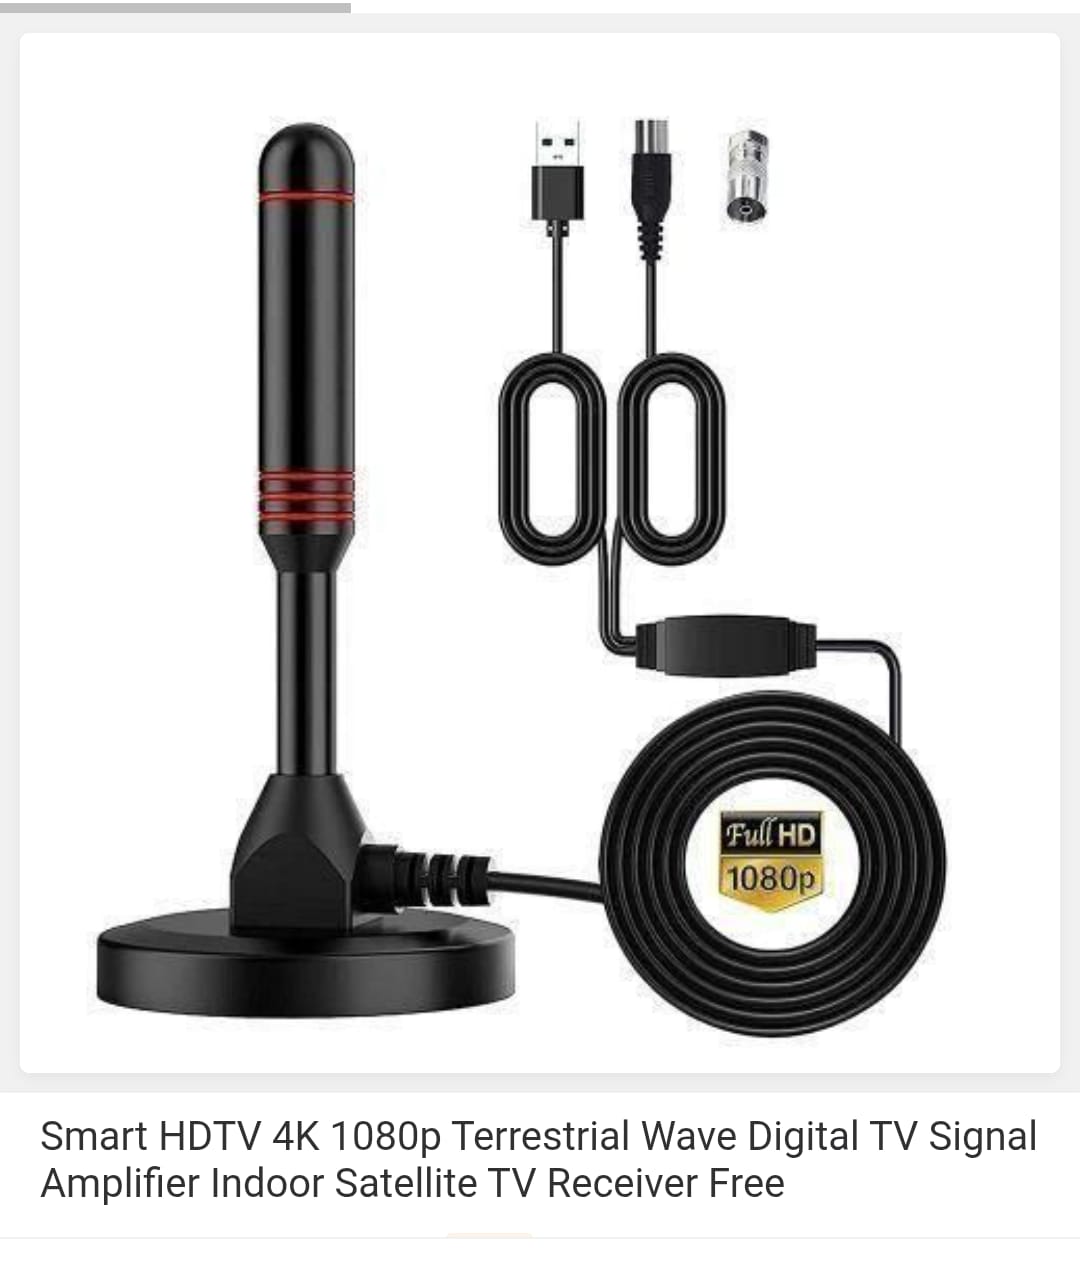 Full HD
1080p
Smart HDTV 4K 1080p Terrestrial Wave Digital TV Signal
Amplifier Indoor Satellite TV Receiver Free